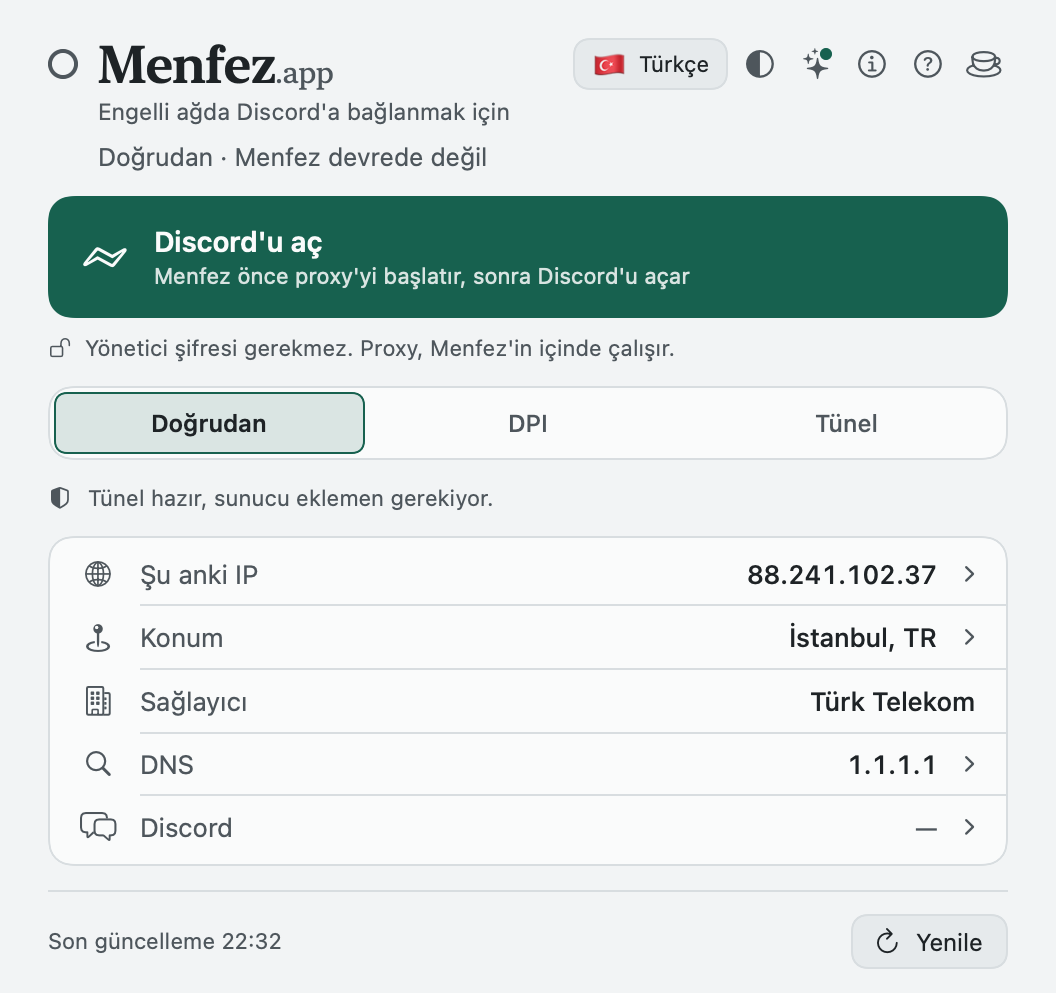 Menfez.app
Türkçe
Engelli ağda Discord'a bağlanmak için
Doğrudan · Menfez devrede değil
Discord'u aç
Menfez önce proxy'yi başlatır, sonra Discord'u açar
Yönetici şifresi gerekmez. Proxy, Menfez'in içinde çalışır.
Doğrudan
DPI
Tünel
Tünel hazır, sunucu eklemen gerekiyor.
Şu anki IP
88.241.102.37
Konum
İstanbul, TR
Sağlayıcı
Türk Telekom
DNS
1.1.1.1
Discord
—
Son güncelleme 22:32
Yenile